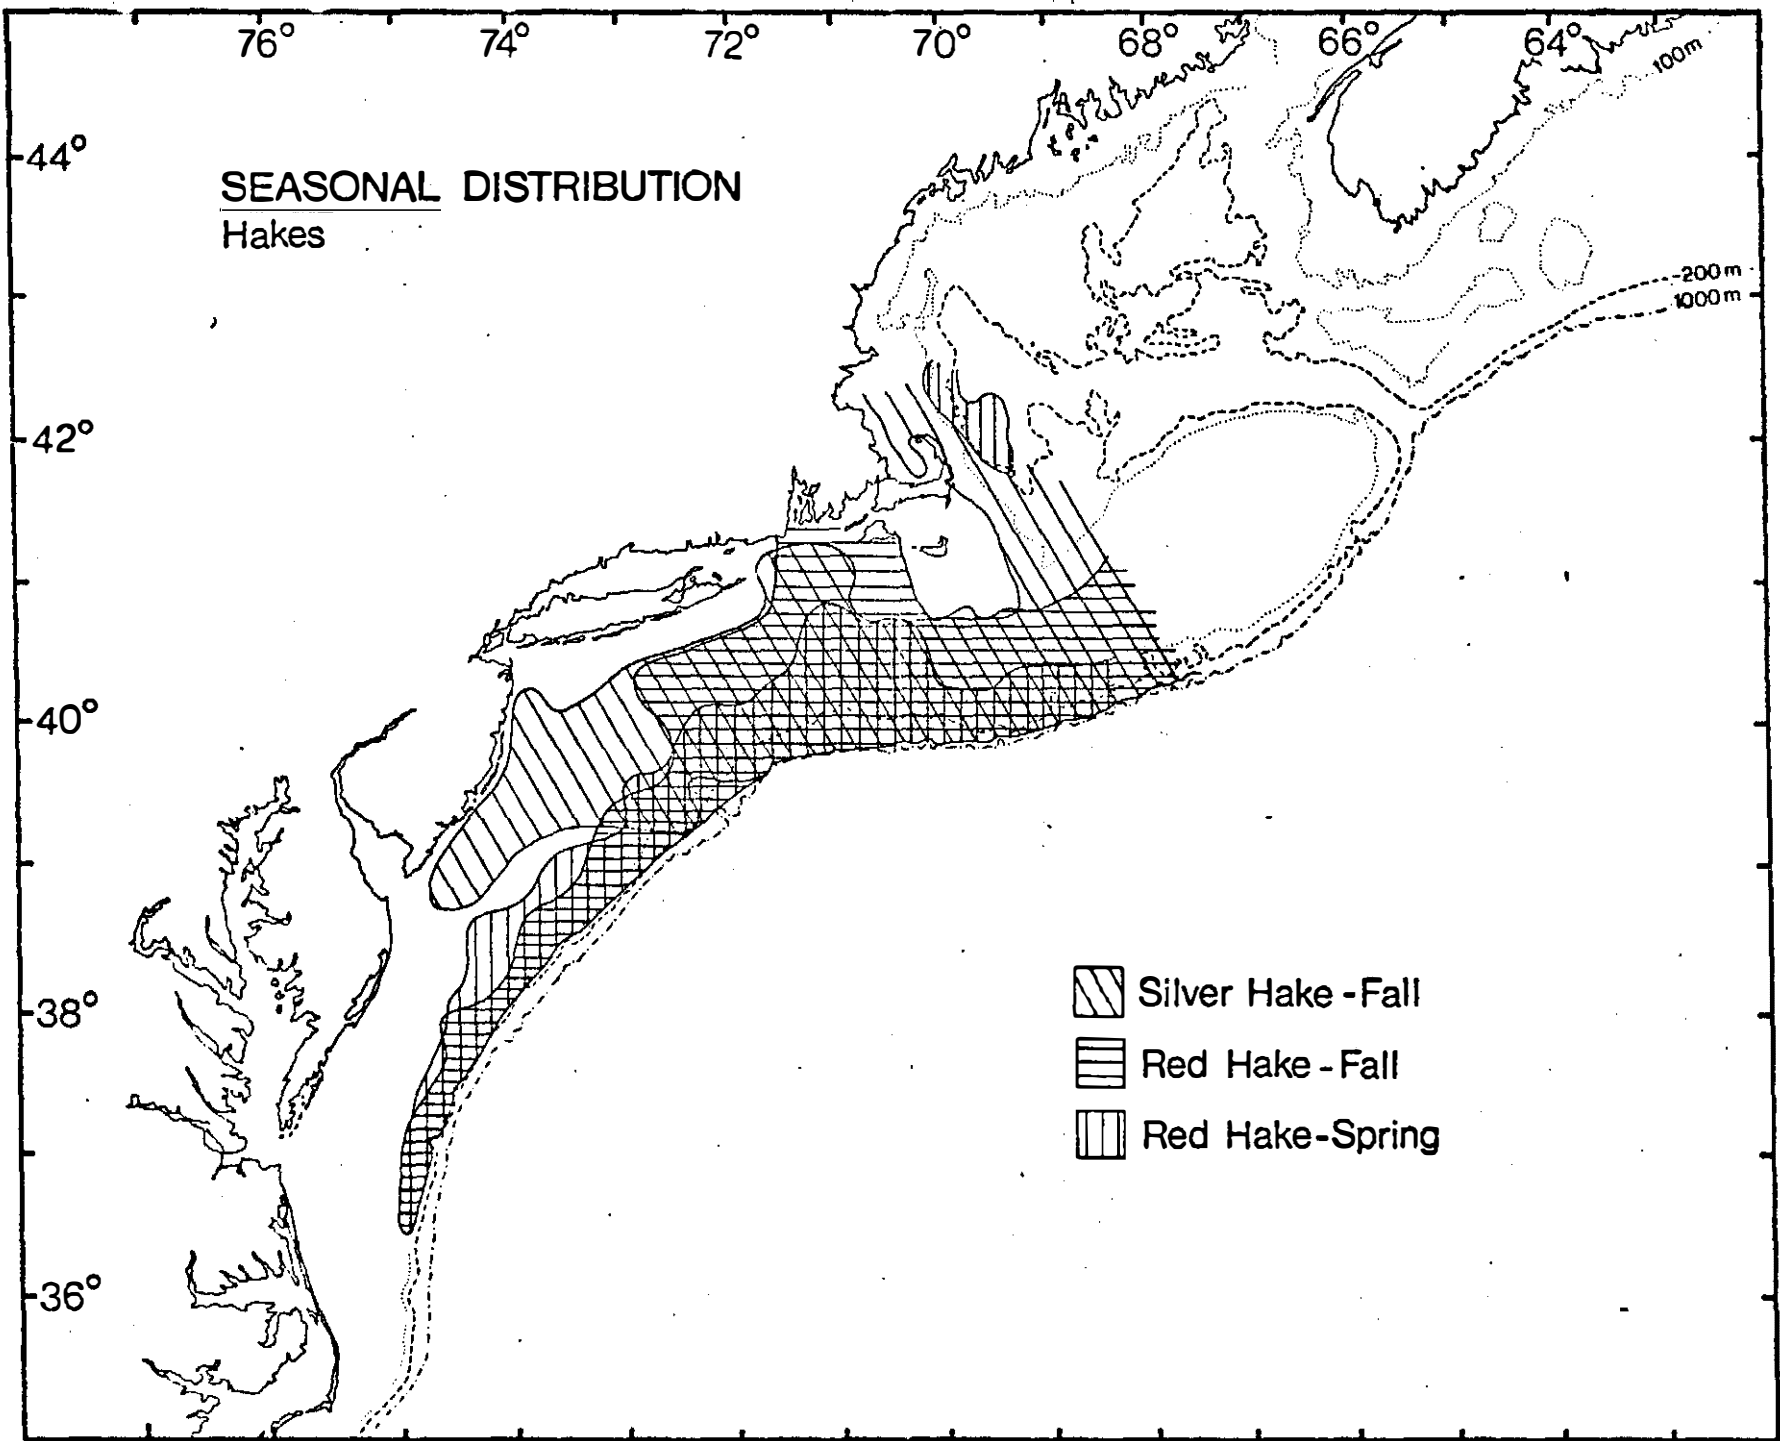 76° 74° 72° 70° 68° 66° 64°
100m
44°
SEASONAL DISTRIBUTION
Hakes
200m
1000m
42°
40°
Silver Hake - Fall
38°
Red Hake - Fall
Red Hake-Spring
36°